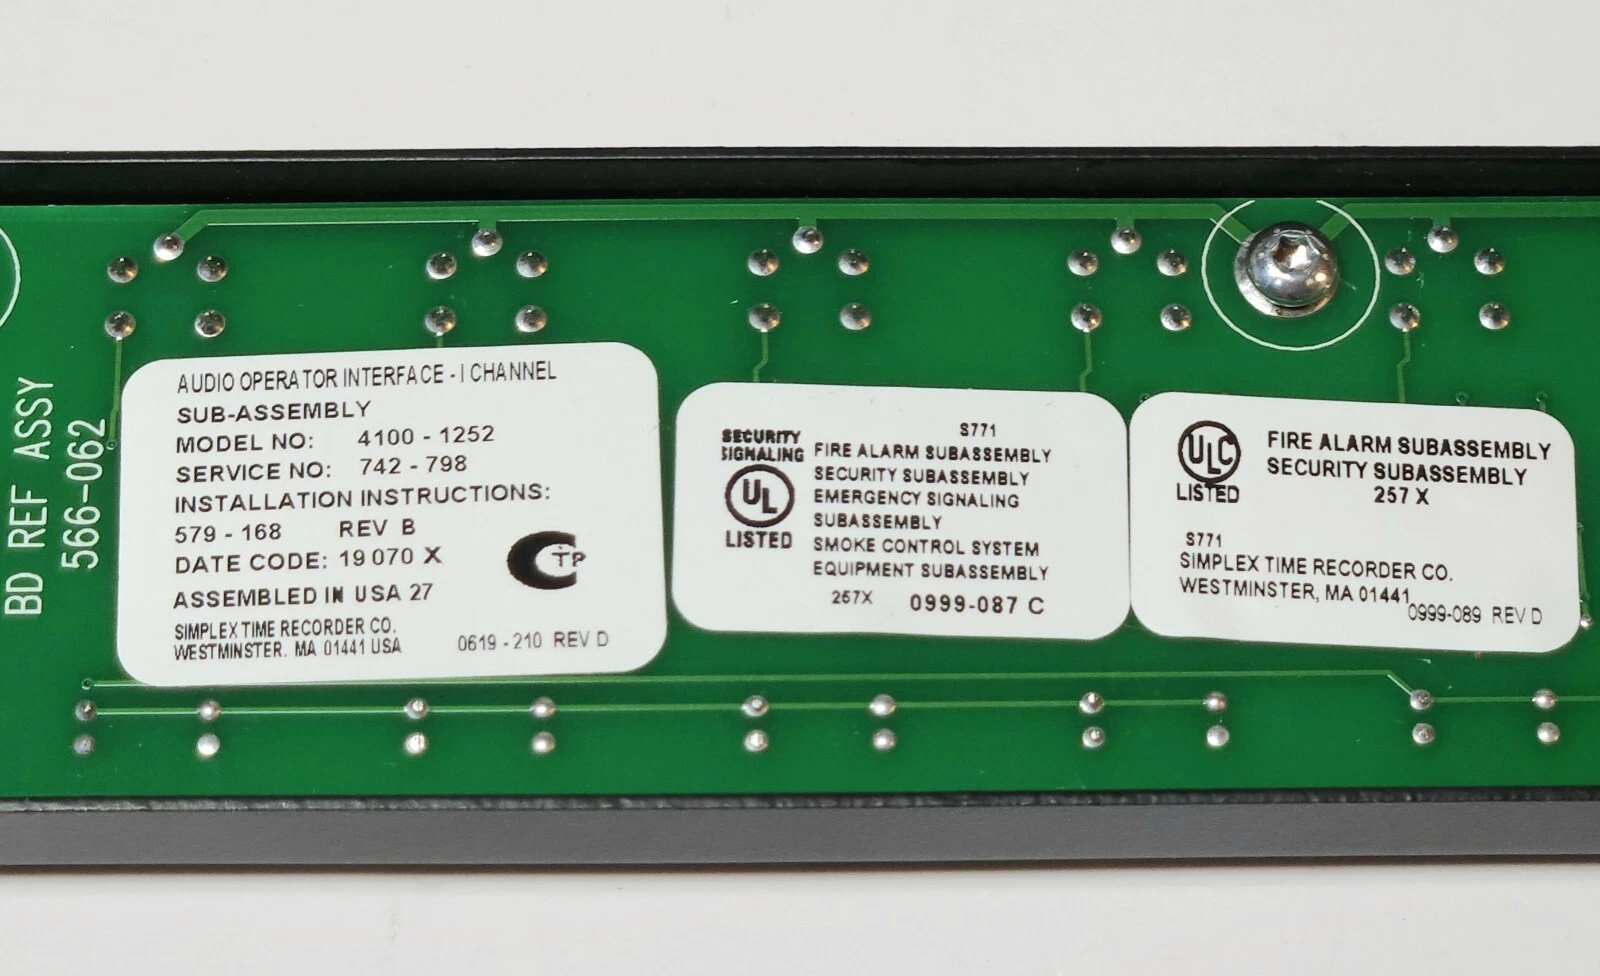 BD REF ASSY
566-062
AUDIO OPERATOR INTERFACE - I CHANNEL
SUB-ASSEMBLY
MODEL NO: 4100 - 1252
SERVICE NO: 742 - 798
INSTALLATION INSTRUCTIONS:
579 - 168 REV B
DATE CODE: 19 070 X
ASSEMBLED IN USA 27
SIMPLEX TIME RECORDER CO.
WESTMINSTER. MA 01441 USA
0619 - 210 REV D
CTP
SECURITY
SIGNALING
UL
LISTED
S771
FIRE ALARM SUBASSEMBLY
SECURITY SUBASSEMBLY
EMERGENCY SIGNALING
SUBASSEMBLY
SMOKE CONTROL SYSTEM
EQUIPMENT SUBASSEMBLY
257X 0999-087 C
ULC
LISTED
FIRE ALARM SUBASSEMBLY
SECURITY SUBASSEMBLY
257 X
S771
SIMPLEX TIME RECORDER CO.
WESTMINSTER, MA 01441
0999-089 REV D